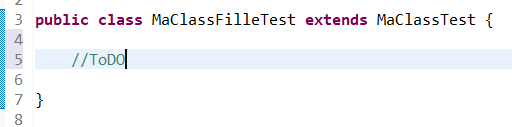 3 public class MaClassFilleTest extends MaClassTest {
4
5 //ToDO
6
7 }
8